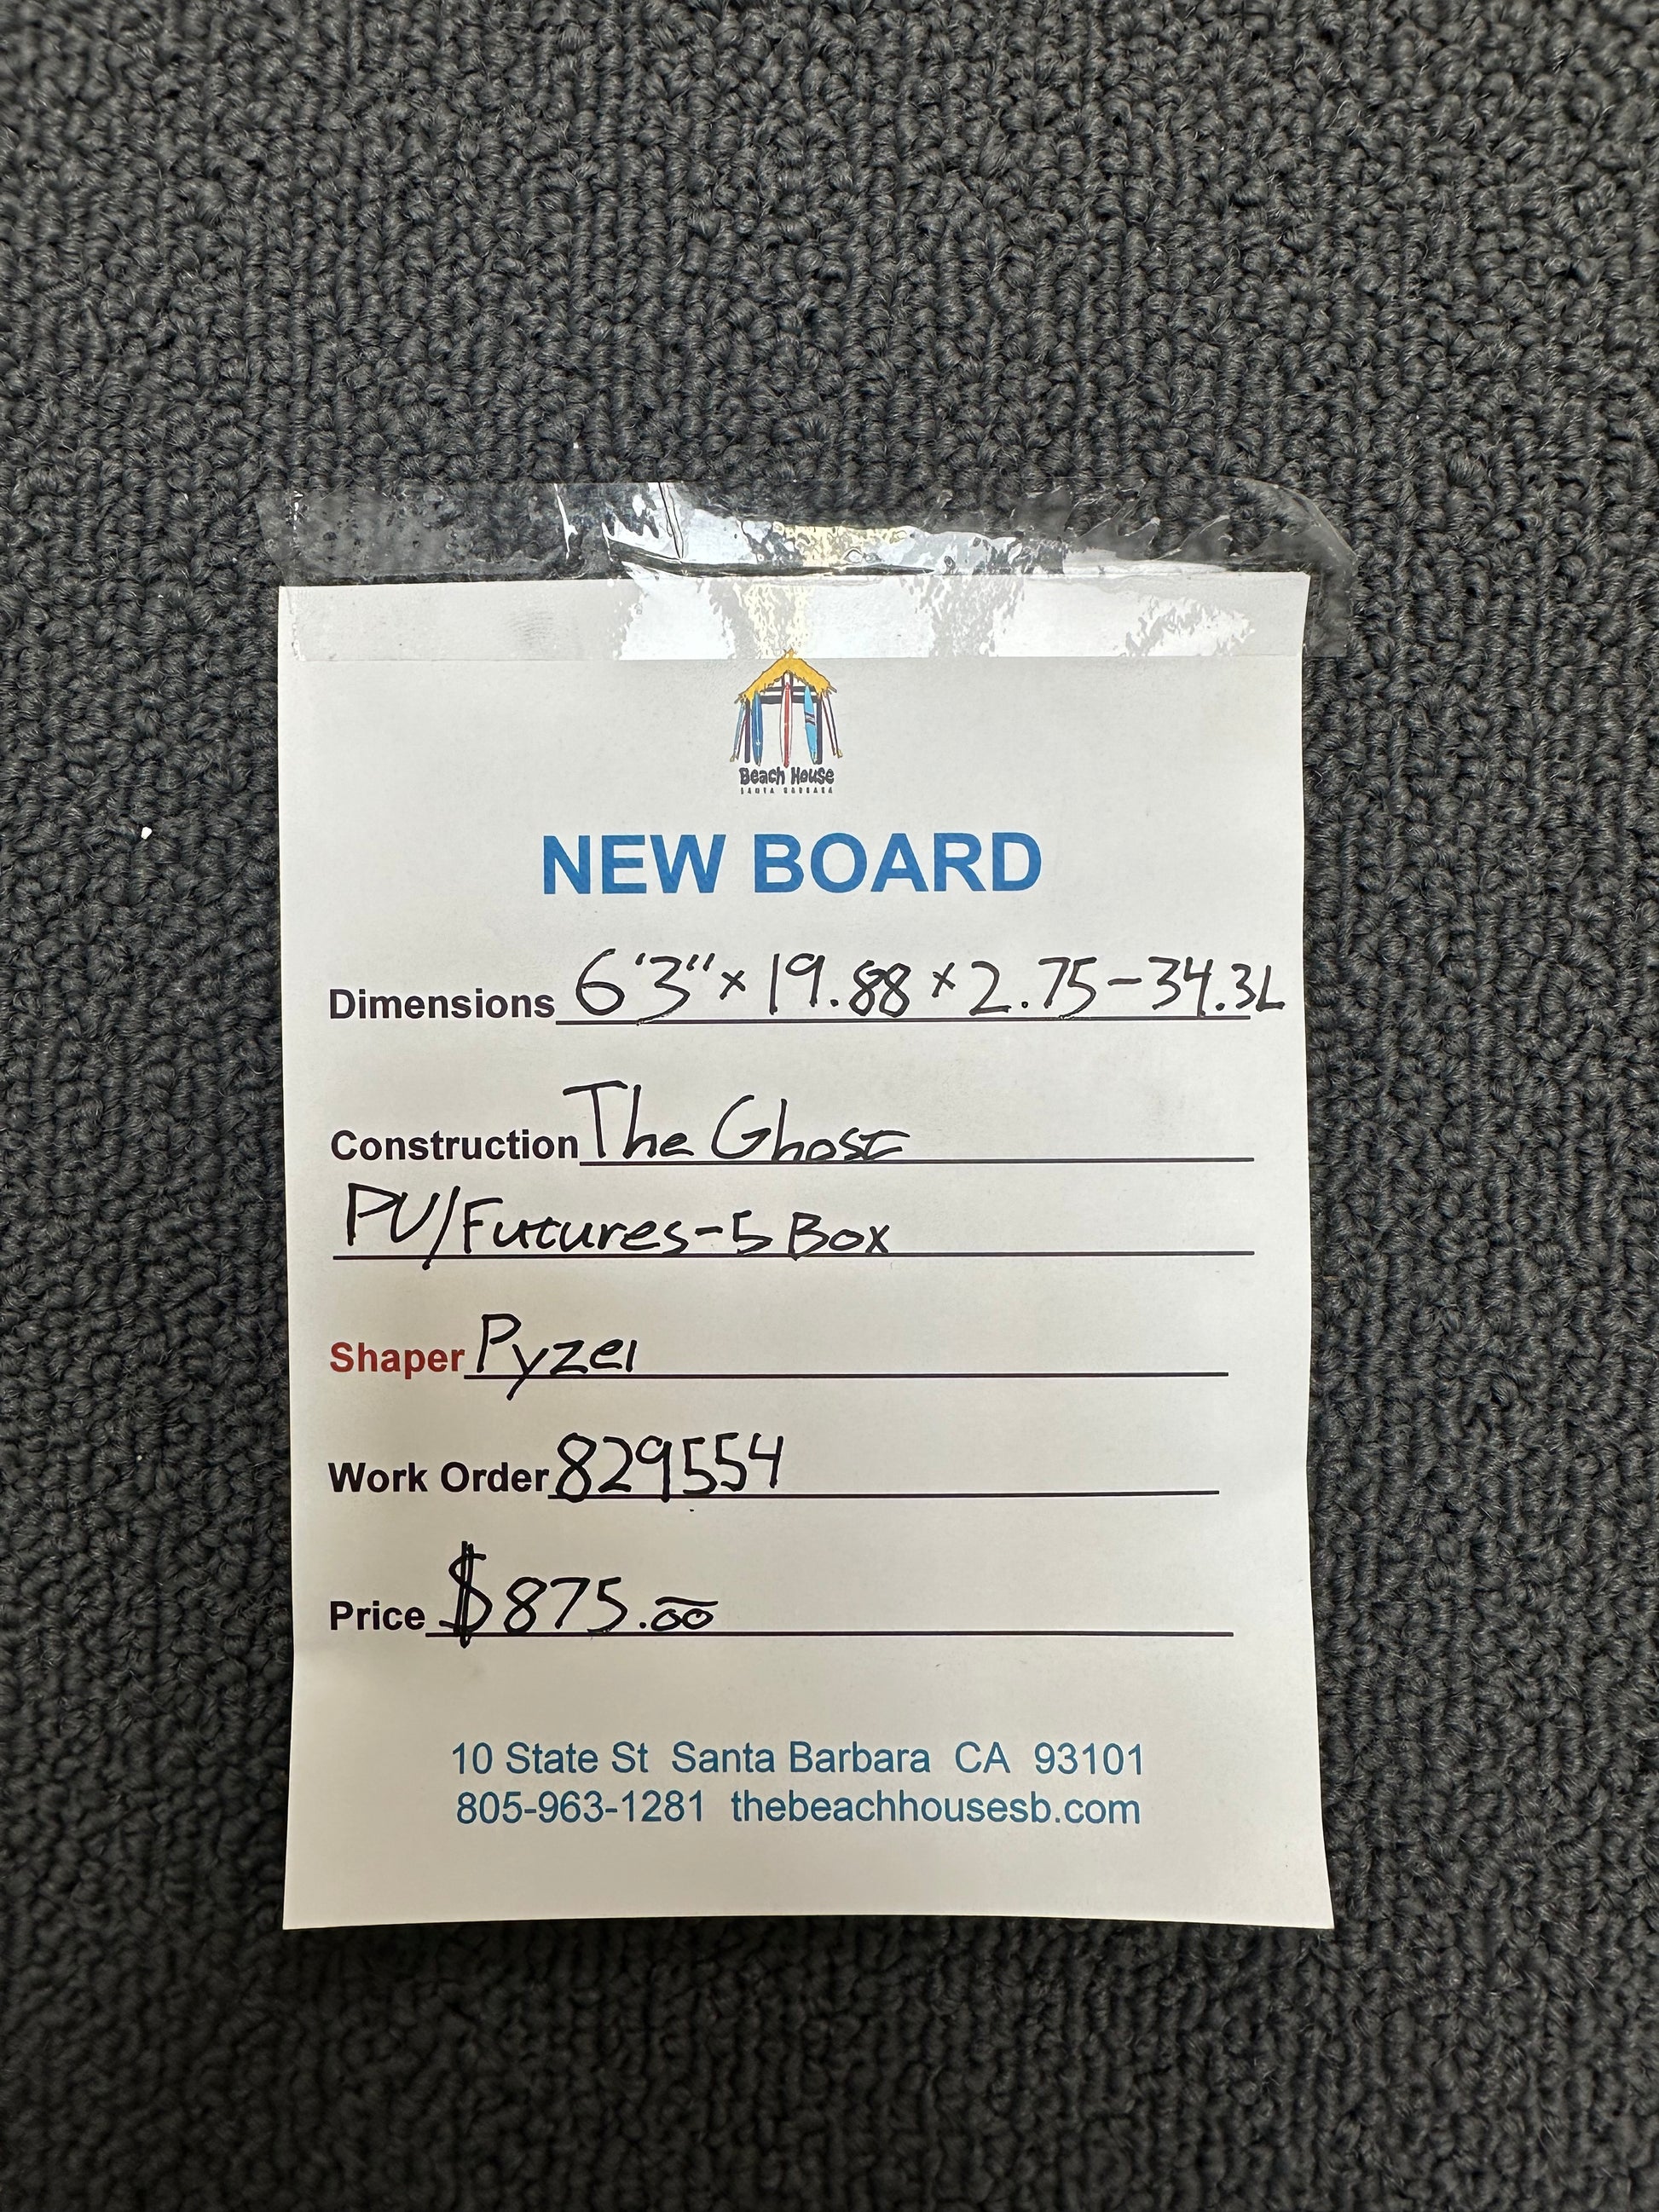 Beach House
SANTA BARBARA
NEW BOARD
Dimensions 6'3" x 19.88 x 2.75 - 34.3L
Construction The Ghost
PU/Futures - 5 Box
Shaper Pyzel
Work Order 829554
Price $875.00
10 State St Santa Barbara CA 93101
805-963-1281 thebeachhousesb.com